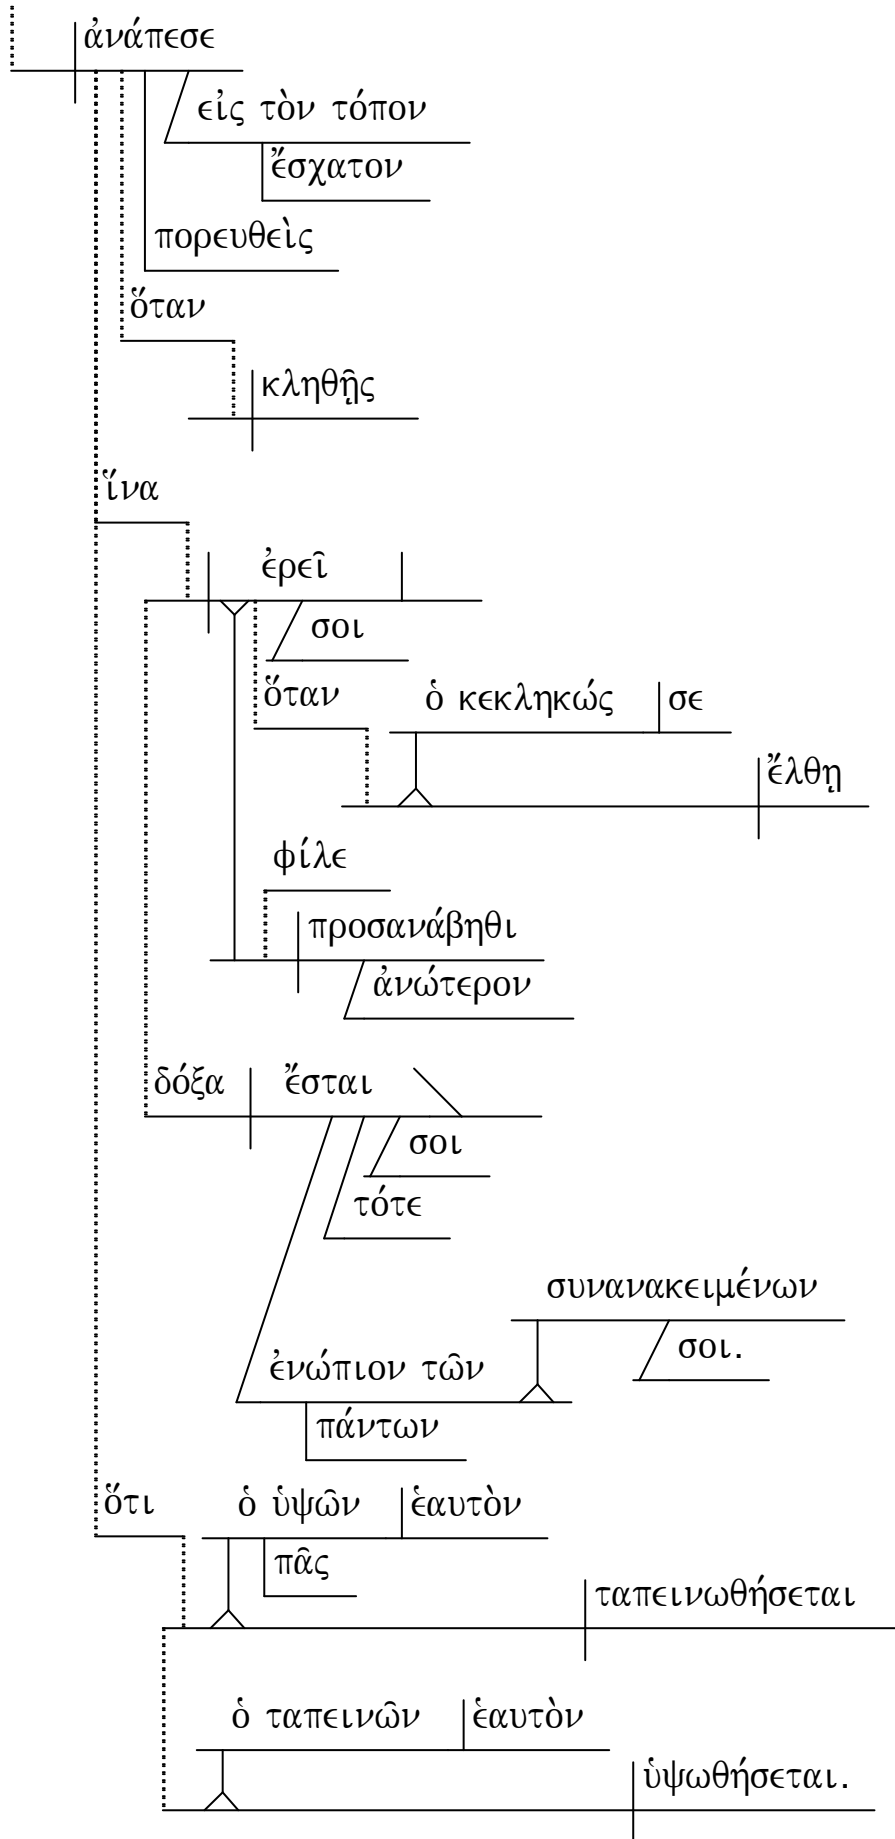 ἀνάπεσε
εἰς τὸν τόπον
ἔσχατον
πορευθεὶς
ὅταν
κληθῇς
ἵνα
ἐρεῖ
σοι
ὅταν
ὁ κεκληκώς σε
ἔλθῃ
φίλε
προσανάβηθι
ἀνώτερον
δόξα ἔσται
σοι
τότε
συνανακειμένων
σοι.
ἐνώπιον τῶν
πάντων
ὅτι
ὁ ὑψῶν ἑαυτὸν
πᾶς
ταπεινωθήσεται
ὁ ταπεινῶν ἑαυτὸν
ὑψωθήσεται.